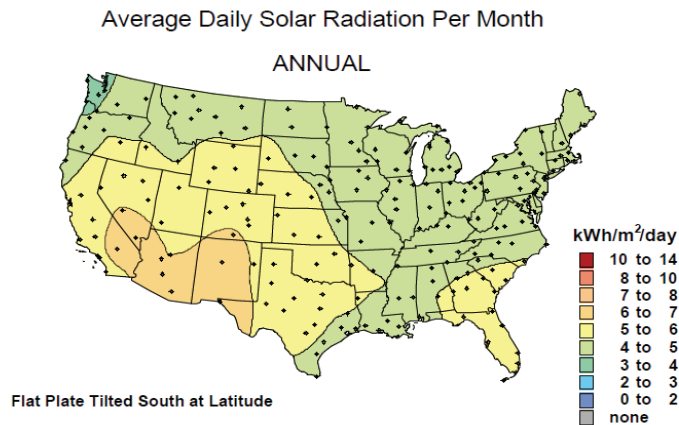 Average Daily Solar Radiation Per Month
ANNUAL
kWh/m²/day
10 to 14
8 to 10
7 to 8
6 to 7
5 to 6
4 to 5
3 to 4
2 to 3
0 to 2
none
Flat Plate Tilted South at Latitude